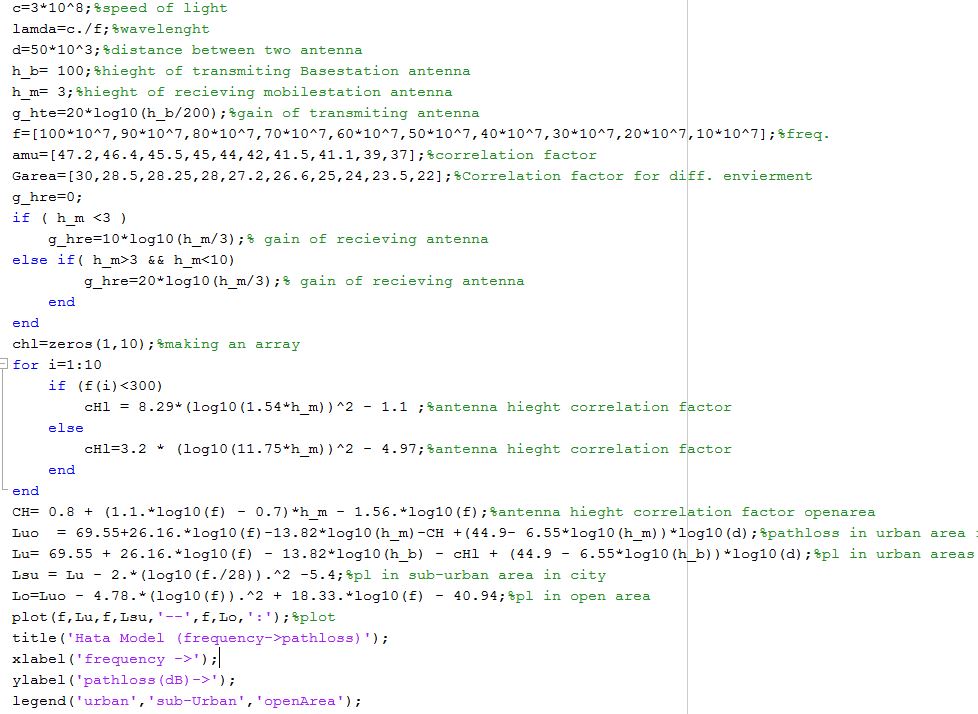 c=3*10^8;%speed of light
lamda=c./f;%wavelenght
d=50*10^3;%distance between two antenna
h_b= 100;%hieght of transmiting Basestation antenna
h_m= 3;%hieght of recieving mobilestation antenna
g_hte=20*log10(h_b/200);%gain of transmiting antenna
f=[100*10^7,90*10^7,80*10^7,70*10^7,60*10^7,50*10^7,40*10^7,30*10^7,20*10^7,10*10^7];%freq.
amu=[47.2,46.4,45.5,45,44,42,41.5,41.1,39,37];%correlation factor
Garea=[30,28.5,28.25,28,27.2,26.6,25,24,23.5,22];%Correlation factor for diff. envierment
g_hre=0;
if ( h_m <3 )
    g_hre=10*log10(h_m/3);% gain of recieving antenna
else if( h_m>3 && h_m<10)
        g_hre=20*log10(h_m/3);% gain of recieving antenna
    end
end
chl=zeros(1,10);%making an array
for i=1:10
    if (f(i)<300)
        cHl = 8.29*(log10(1.54*h_m))^2 - 1.1 ;%antenna hieght correlation factor
    else
        cHl=3.2 * (log10(11.75*h_m))^2 - 4.97;%antenna hieght correlation factor
    end
end
CH= 0.8 + (1.1.*log10(f) - 0.7)*h_m - 1.56.*log10(f);%antenna hieght correlation factor openarea
Luo  = 69.55+26.16.*log10(f)-13.82*log10(h_m)-CH +(44.9- 6.55*log10(h_m))*log10(d);%pathloss in urban area
Lu= 69.55 + 26.16.*log10(f) - 13.82*log10(h_b) - cHl + (44.9 - 6.55*log10(h_b))*log10(d);%pl in urban areas
Lsu = Lu - 2.*(log10(f./28)).^2 -5.4;%pl in sub-urban area in city
Lo=Luo - 4.78.*(log10(f)).^2 + 18.33.*log10(f) - 40.94;%pl in open area
plot(f,Lu,f,Lsu,'--',f,Lo,':');%plot
title('Hata Model (frequency->pathloss)');
xlabel('frequency ->');
ylabel('pathloss(dB)->');
legend('urban','sub-Urban','openArea');